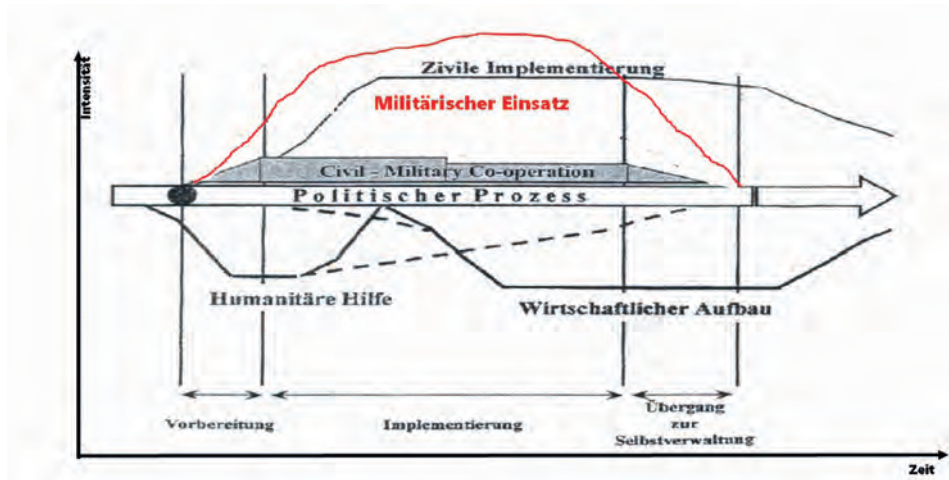 Intensität
Zivile Implementierung
Militärischer Einsatz
Civil - Military Co-operation
Politischer Prozess
Humanitäre Hilfe
Wirtschaftlicher Aufbau
Vorbereitung
Implementierung
Übergang
zur
Selbstverwaltung
Zeit